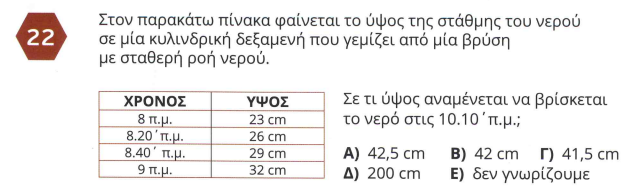 22
Στον παρακάτω πίνακα φαίνεται το ύψος της στάθμης του νερού
σε μία κυλινδρική δεξαμενή που γεμίζει από μία βρύση
με σταθερή ροή νερού.
ΧΡΟΝΟΣ ΥΨΟΣ
8 π.μ. 23 cm
8.20΄π.μ. 26 cm
8.40΄ π.μ. 29 cm
9 π.μ. 32 cm
Σε τι ύψος αναμένεται να βρίσκεται
το νερό στις 10.10΄π.μ.;
Α) 42,5 cm Β) 42 cm Γ) 41,5 cm
Δ) 200 cm Ε) δεν γνωρίζουμε